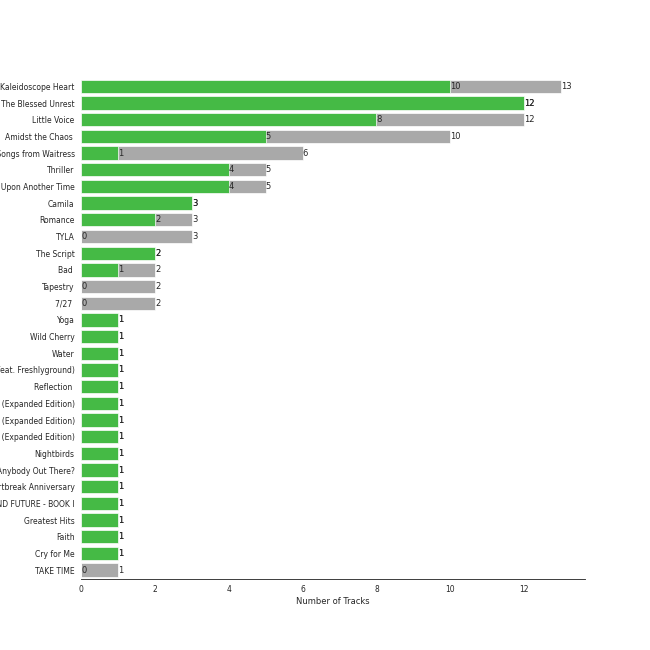 Kaleidoscope Heart 10 13
The Blessed Unrest 12
Little Voice 8 12
Amidst the Chaos 5 10
Songs from Waitress 1 6
Thriller 4 5
Upon Another Time 4 5
Camila 3
Romance 2 3
TYLA 0 3
The Script 2
Bad 1 2
Tapestry 0 2
7/27 0 2
Yoga 1
Wild Cherry 1
Water 1
feat. Freshlyground) 1
Reflection 1
(Expanded Edition) 1
(Expanded Edition) 1
(Expanded Edition) 1
Nightbirds 1
Anybody Out There? 1
rtbreak Anniversary 1
ND FUTURE - BOOK I 1
Greatest Hits 1
Faith 1
Cry for Me 1
TAKE TIME 0 1
0 2 4 6 8 10 12
Number of Tracks